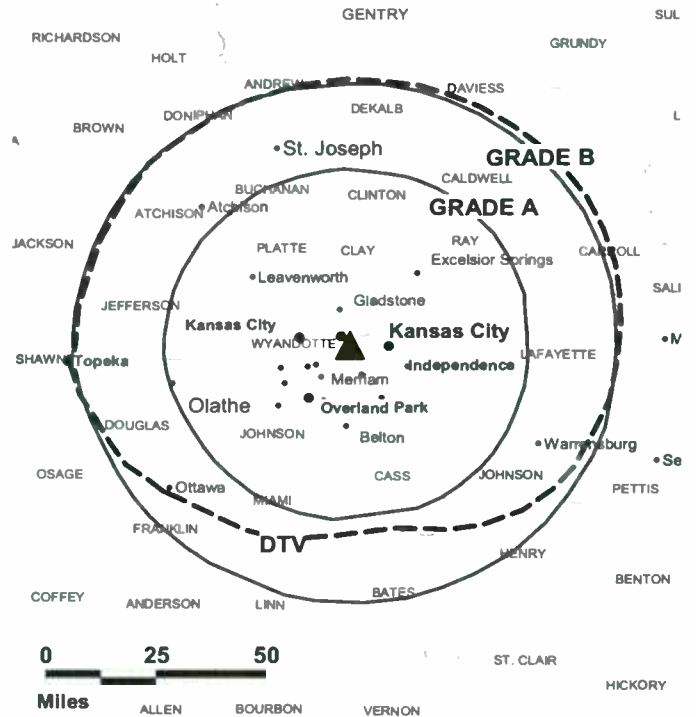 GENTRY
SUL
RICHARDSON
GRUNDY
HOLT
ANDREW
DAVIESS
DONIPHAN
DEKALB
BROWN
L
St. Joseph
GRADE B
CALDWELL
BUCHANAN
CLINTON
ATCHISON
Atchison
GRADE A
JACKSON
PLATTE
CLAY
RAY
CARROLL
Excelsior Springs
Leavenworth
SALI
JEFFERSON
Gladstone
Kansas City
Kansas City
WYANDOTTE
M
SHAWN
Topeka
LAFAYETTE
Independence
Merriam
Olathe
Overland Park
DOUGLAS
JOHNSON
Belton
Warrensburg
Se
OSAGE
CASS
JOHNSON
Ottawa
PETTIS
MIAMI
FRANKLIN
DTV
HENRY
BENTON
COFFEY
BATES
ANDERSON
LINN
0 25 50
ST. CLAIR
Miles
HICKORY
ALLEN
BOURBON
VERNON